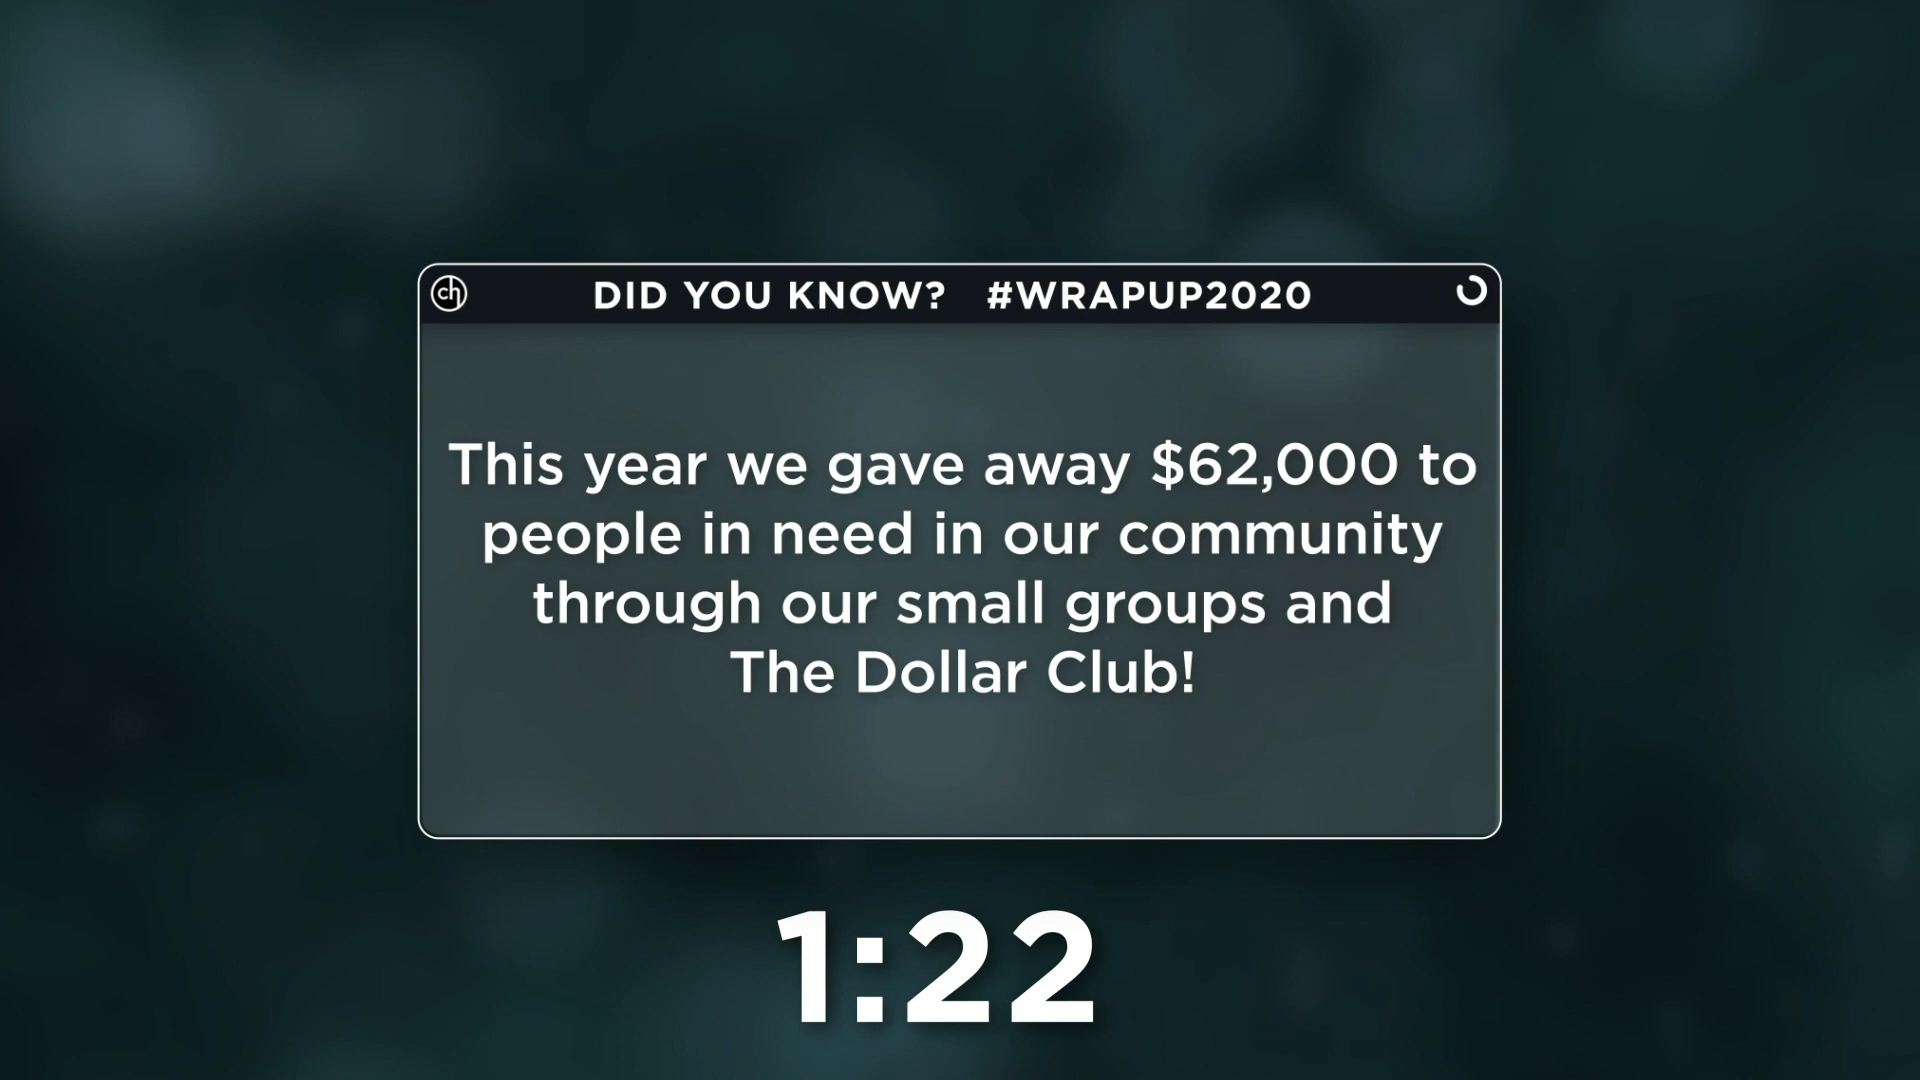 ch
DID YOU KNOW? #WRAPUP2020
This year we gave away $62,000 to
people in need in our community
through our small groups and
The Dollar Club!
1:22